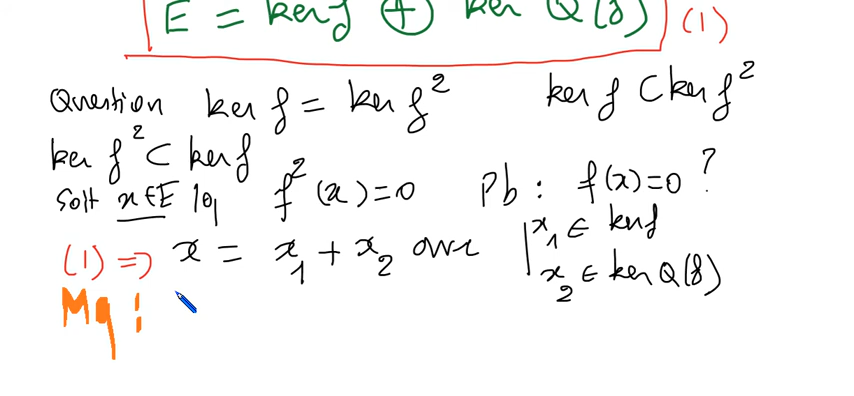 E = ker f ⊕ ker Q(f) (1)
Question ker f = ker f² ker f ⊂ ker f²
ker f² ⊂ ker f
Soit x ∈ E tq f²(x) = 0 Pb : f(x) = 0 ?
(1) => x = x₁ + x₂ avec | x₁ ∈ ker f
x₂ ∈ ker Q(f)
Mq :